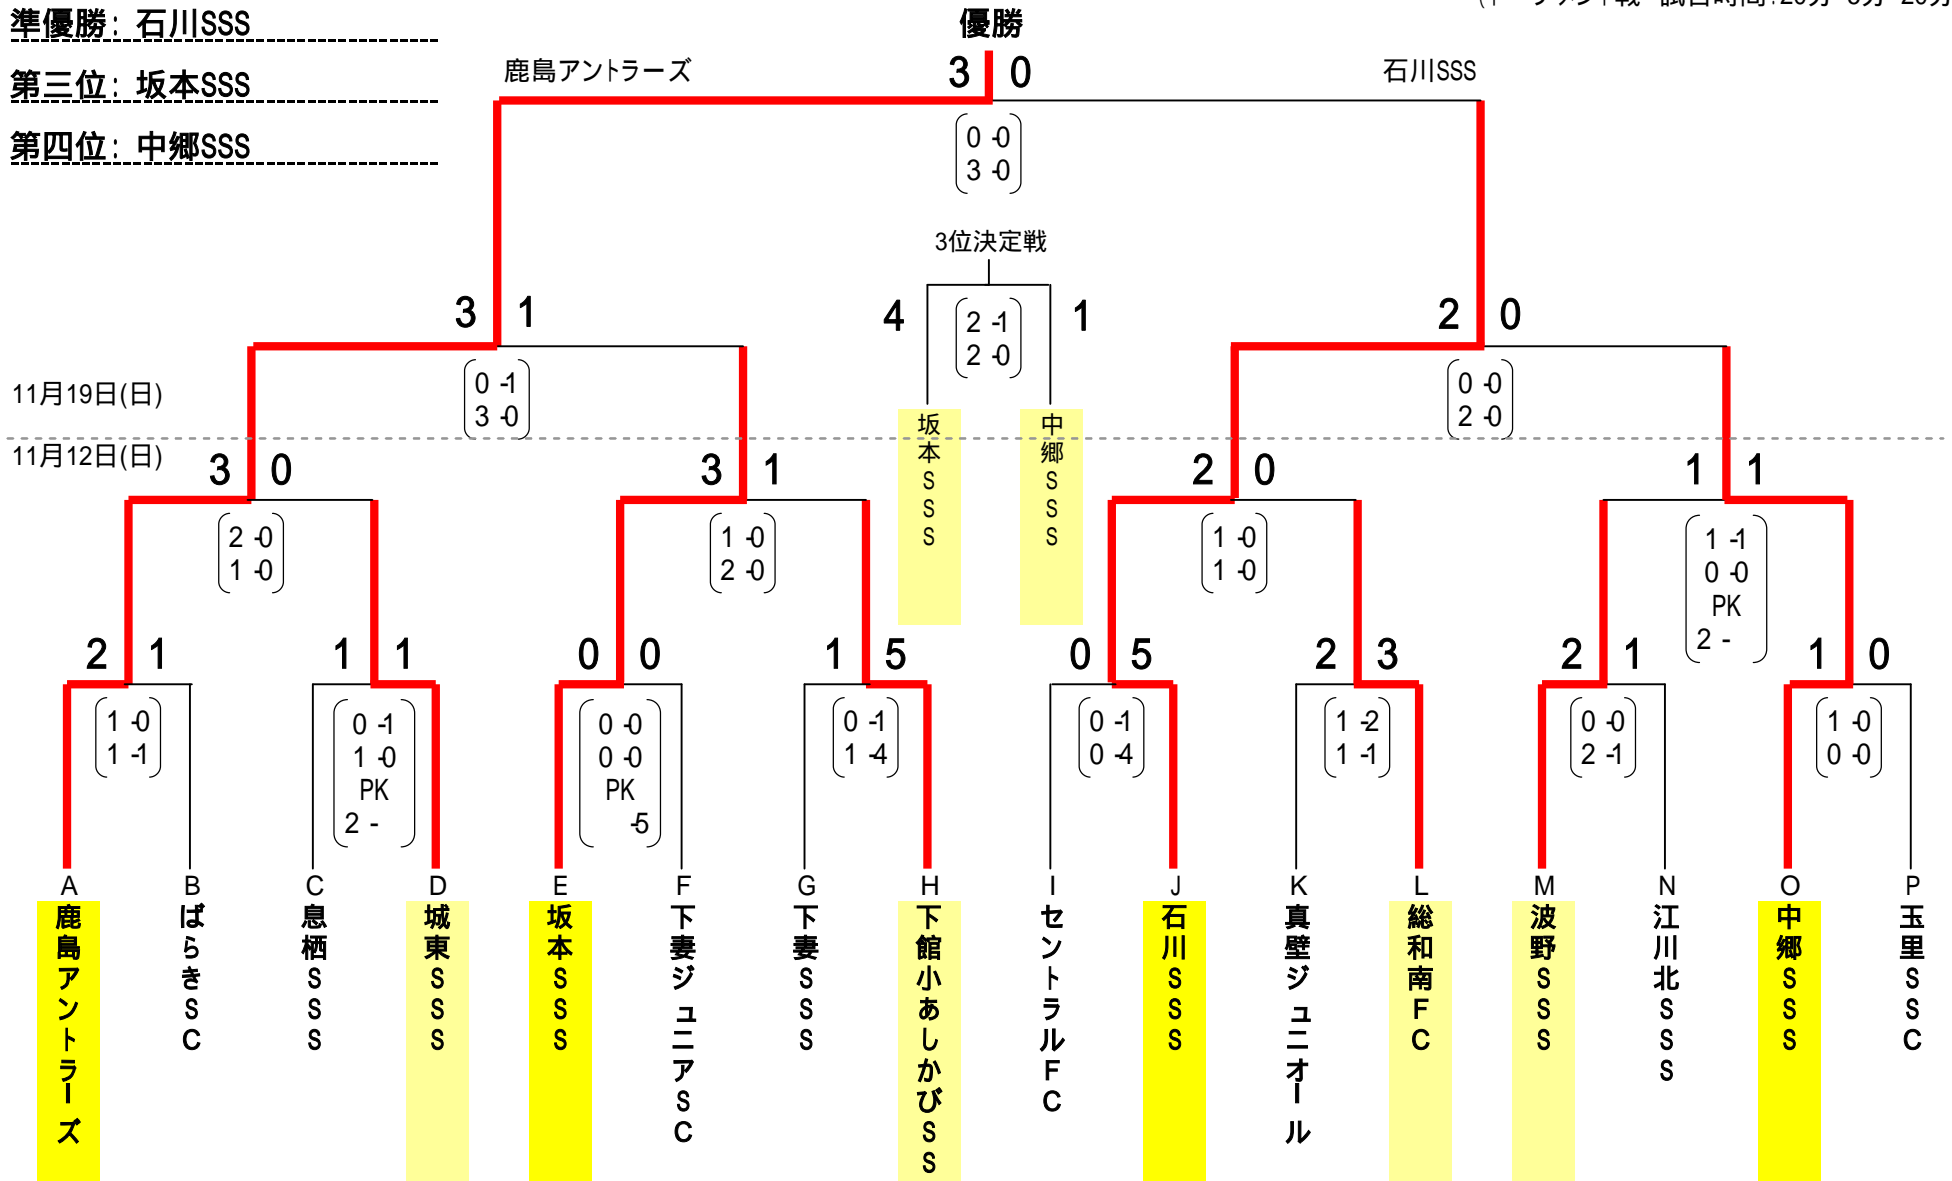 準優勝: 石川SSS
優勝
第三位: 坂本SSS
鹿島アントラーズ
3 0
石川SSS
第四位: 中郷SSS
0 -0
3 -0
3位決定戦
3 1
4
2 -1
2 -0
1
2 0
0 -1
3 -0
0 -0
2 -0
11月19日(日)
坂本SSS
中郷SSS
11月12日(日)
3 0
3 1
2 0
1 1
2 -0
1 -0
1 -0
2 -0
1 -0
1 -0
1 -1
0 -0
PK
2 -
2 1
1 1
0 0
1 5
0 5
2 3
2 1
1 0
1 -0
1 -1
0 -1
1 -0
PK
2 -
0 -0
0 -0
PK
-5
0 -1
1 -4
0 -1
0 -4
1 -2
1 -1
0 -0
2 -1
1 -0
0 -0
A B C D E F G H I J K L M N O P
鹿島アントラーズ
ばらきSC
息栖SSS
城東SSS
坂本SSS
下妻ジュニアSC
下妻SSS
下館小あしかびSS
セントラルFC
石川SSS
真壁ジュニオール
総和南FC
波野SSS
江川北SSS
中郷SSS
玉里SSC